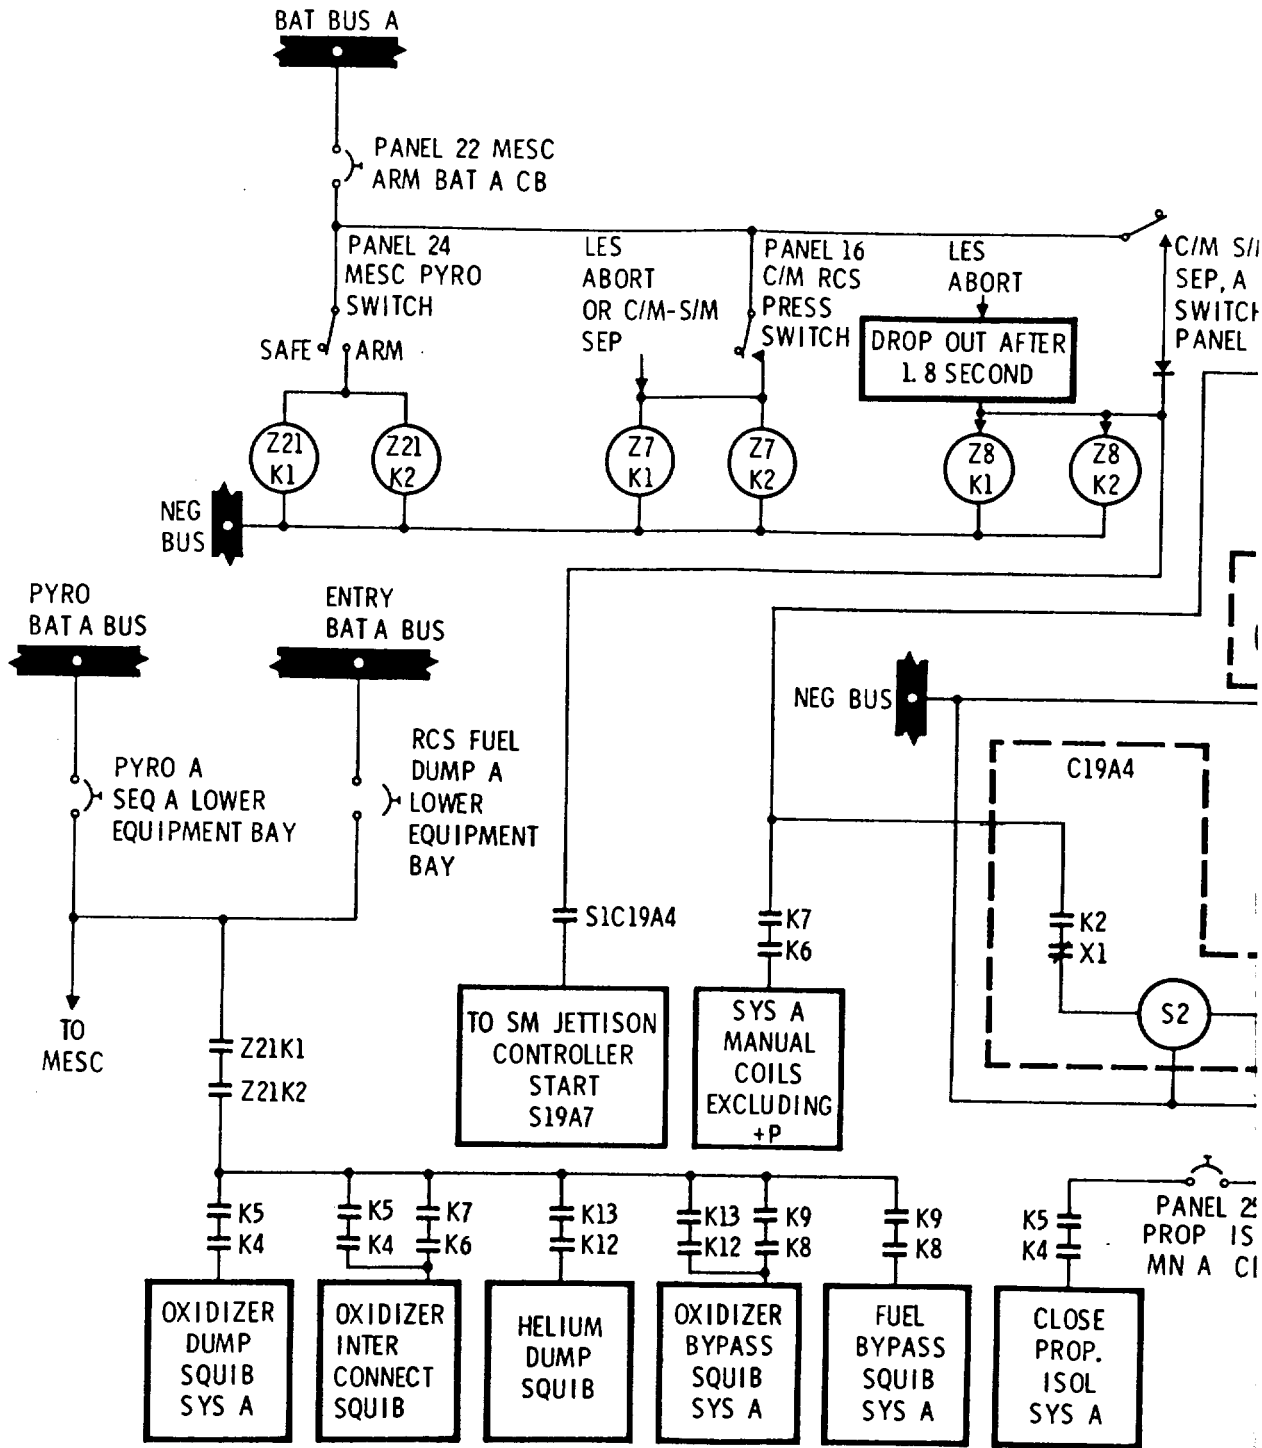 BAT BUS A
PANEL 22 MESC
ARM BAT A CB
PANEL 24
MESC PYRO
SWITCH
SAFE
ARM
LES
ABORT
OR C/M-S/M
SEP
PANEL 16
C/M RCS
PRESS
SWITCH
LES
ABORT
DROP OUT AFTER
1.8 SECOND
C/M
SEP, A
PANEL
Z21
K1
Z21
K2
Z7
K1
Z7
K2
Z8
K1
Z8
K2
NEG
BUS
PYRO
BAT A BUS
ENTRY
BAT A BUS
NEG BUS
PYRO A
SEQ A LOWER
EQUIPMENT BAY
RCS FUEL
DUMP A
LOWER
EQUIPMENT
BAY
C19A4
S1C19A4
K7
K6
K2
X1
S2
TO
MESC
Z21K1
Z21K2
TO SM JETTISON
CONTROLLER
START
S19A7
SYS A
MANUAL
COILS
EXCLUDING
+P
K5
K4
K5
K4
K7
K6
K13
K12
K13
K12
K9
K8
K9
K8
K5
K4
PANEL
PROP
MN A
OXIDIZER
DUMP
SQUIB
SYS A
OXIDIZER
INTER
CONNECT
SQUIB
HELIUM
DUMP
SQUIB
OXIDIZER
BYPASS
SQUIB
SYS A
FUEL
BYPASS
SQUIB
SYS A
CLOSE
PROP.
ISOL
SYS A